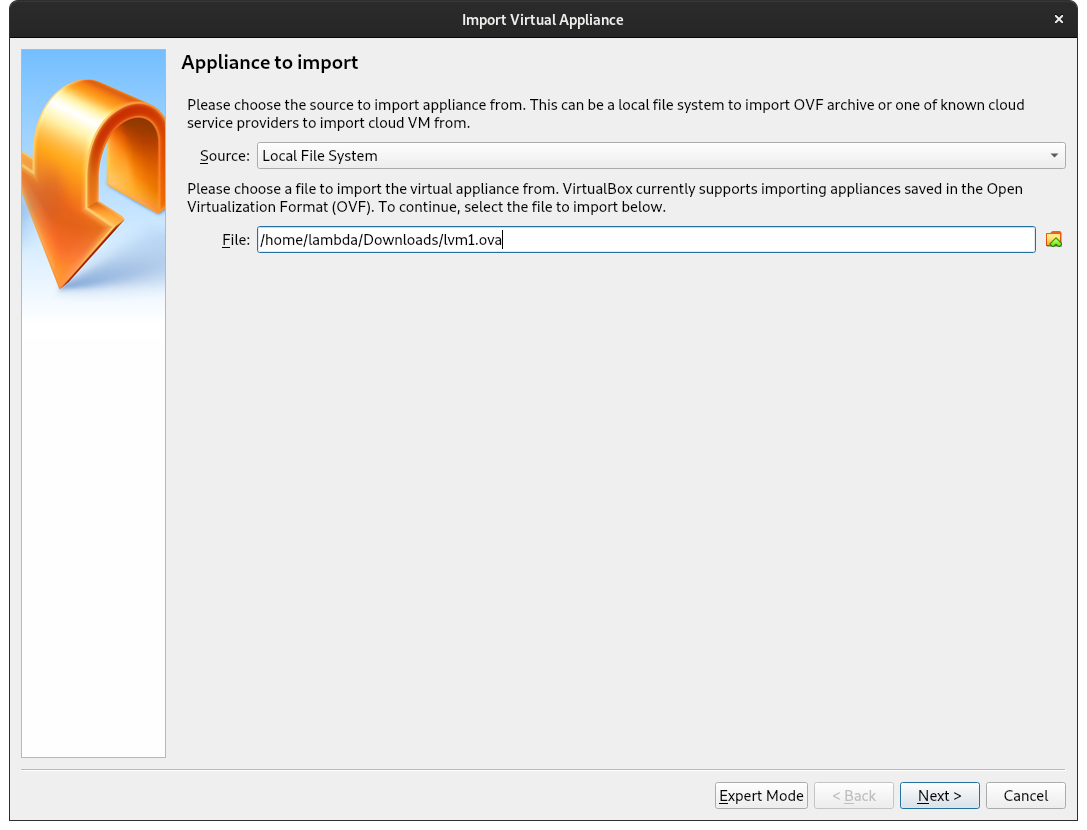 Import Virtual Appliance
Appliance to import
Please choose the source to import appliance from. This can be a local file system to import OVF archive or one of known cloud
service providers to import cloud VM from.
Source: Local File System
Please choose a file to import the virtual appliance from. VirtualBox currently supports importing appliances saved in the Open
Virtualization Format (OVF). To continue, select the file to import below.
File: /home/lambda/Downloads/lvm1.ova
Expert Mode < Back Next > Cancel